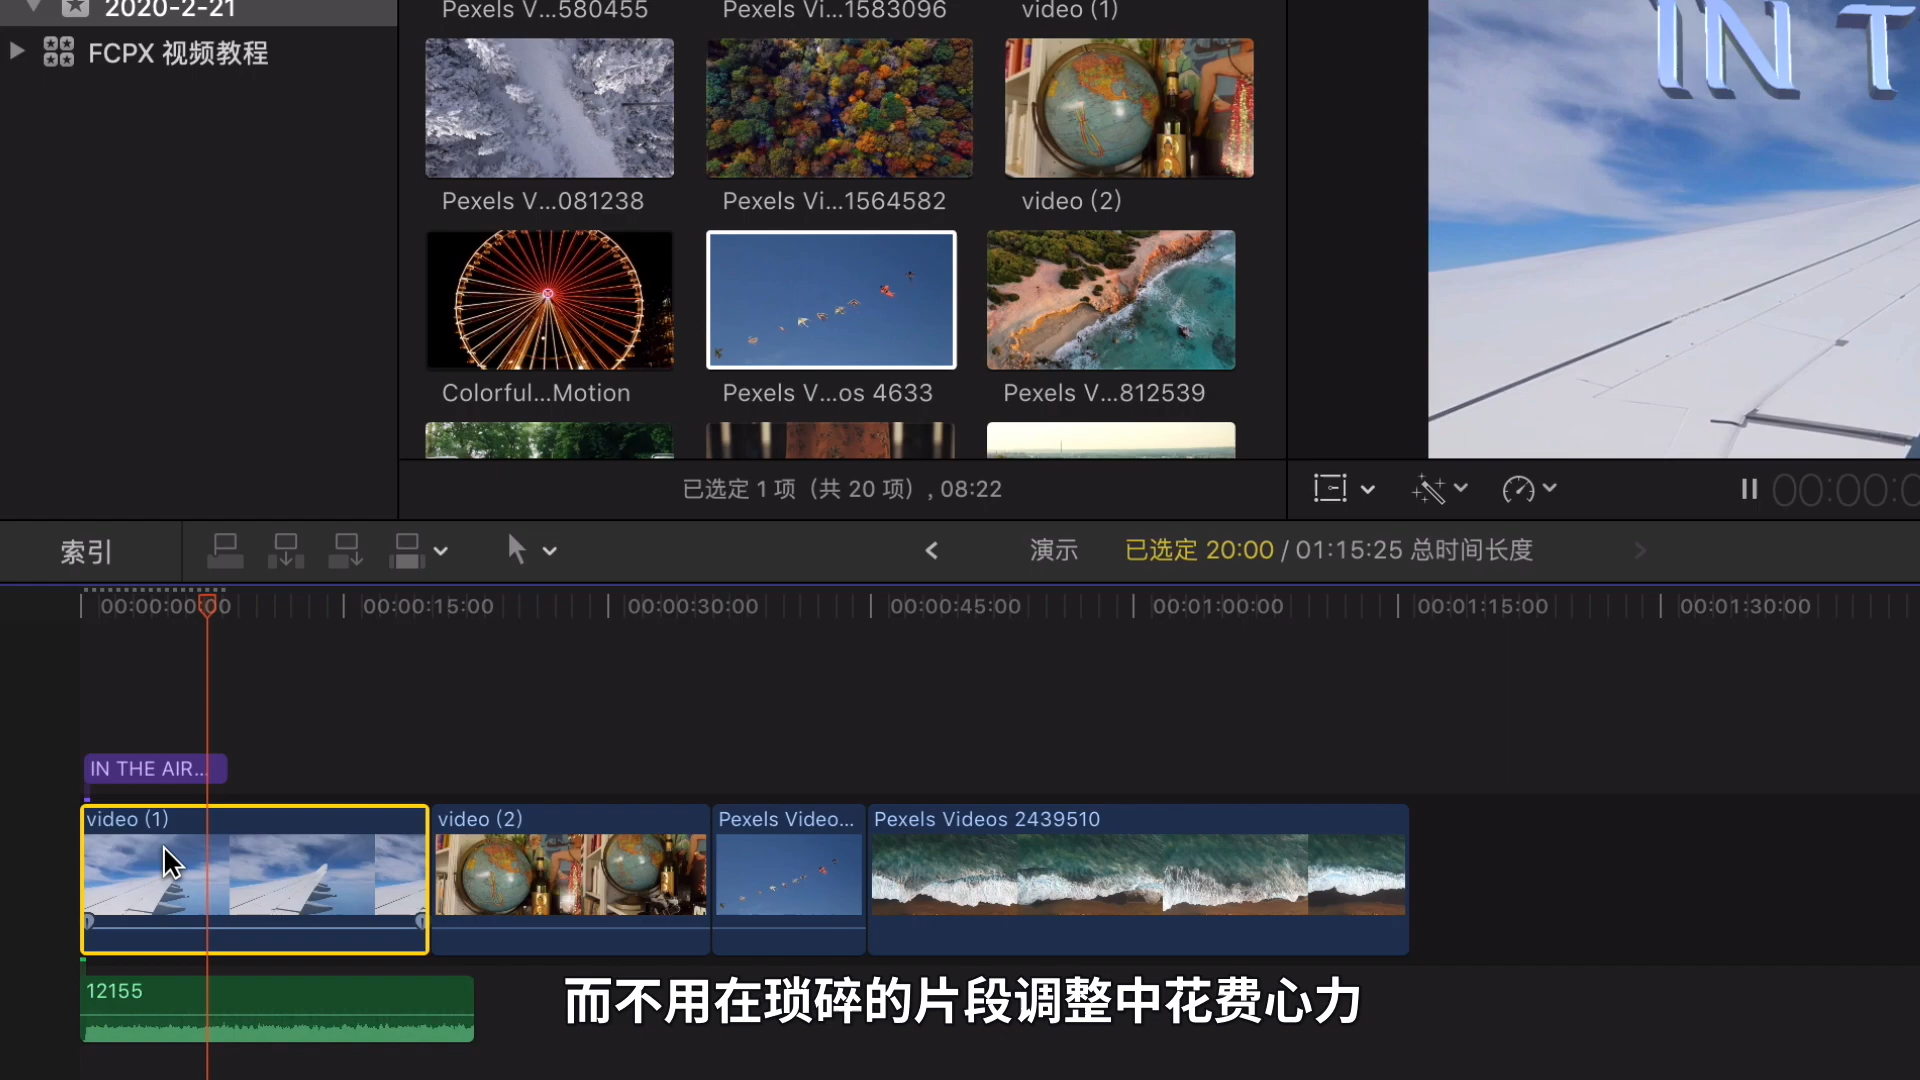 2020-2-21
FCPX 视频教程
Pexels V...580455
Pexels Vi...1583096
video (1)
Pexels V...081238
Pexels Vi...1564582
video (2)
Colorful...Motion
Pexels V...os 4633
Pexels V...812539
已选定 1 项（共 20 项）, 08:22
IN T
00:00:0
索引
演示
已选定 20:00 / 01:15:25 总时间长度
00:00:00:00
00:00:15:00
00:00:30:00
00:00:45:00
00:01:00:00
00:01:15:00
00:01:30:00
IN THE AIR...
video (1)
video (2)
Pexels Video...
Pexels Videos 2439510
12155
而不用在琐碎的片段调整中花费心力